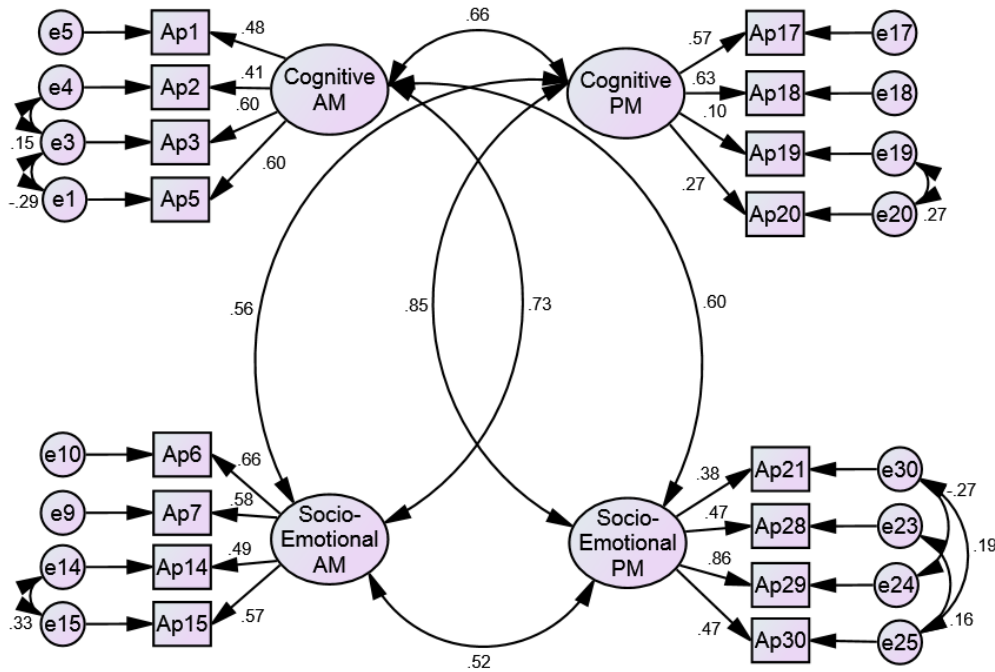 e5
Ap1
.48
Cognitive
AM
.66
Cognitive
PM
.57
Ap17
e17
e4
Ap2
.41
.63
Ap18
e18
.15
e3
Ap3
.60
.10
Ap19
e19
-.29
e1
Ap5
.60
.27
Ap20
e20
.27
.56
.85
.73
.60
e10
Ap6
.66
e9
Ap7
.58
e14
Ap14
.49
.33
e15
Ap15
.57
Socio-
Emotional
AM
.52
Socio-
Emotional
PM
.38
Ap21
e30
-.27
.47
Ap28
e23
.19
.86
Ap29
e24
.16
.47
Ap30
e25